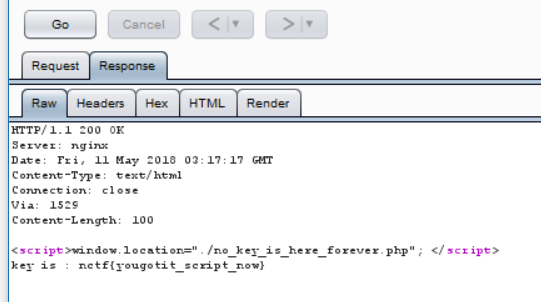 Go Cancel < >
Request Response
Raw Headers Hex HTML Render
HTTP/1.1 200 OK
Server: nginx
Date: Fri, 11 May 2018 03:17:17 GMT
Content-Type: text/html
Connection: close
Via: 1529
Content-Length: 100
<script>window.location="./no_key_is_here_forever.php"; </script>
key is : nctf{yougotit_script_now}